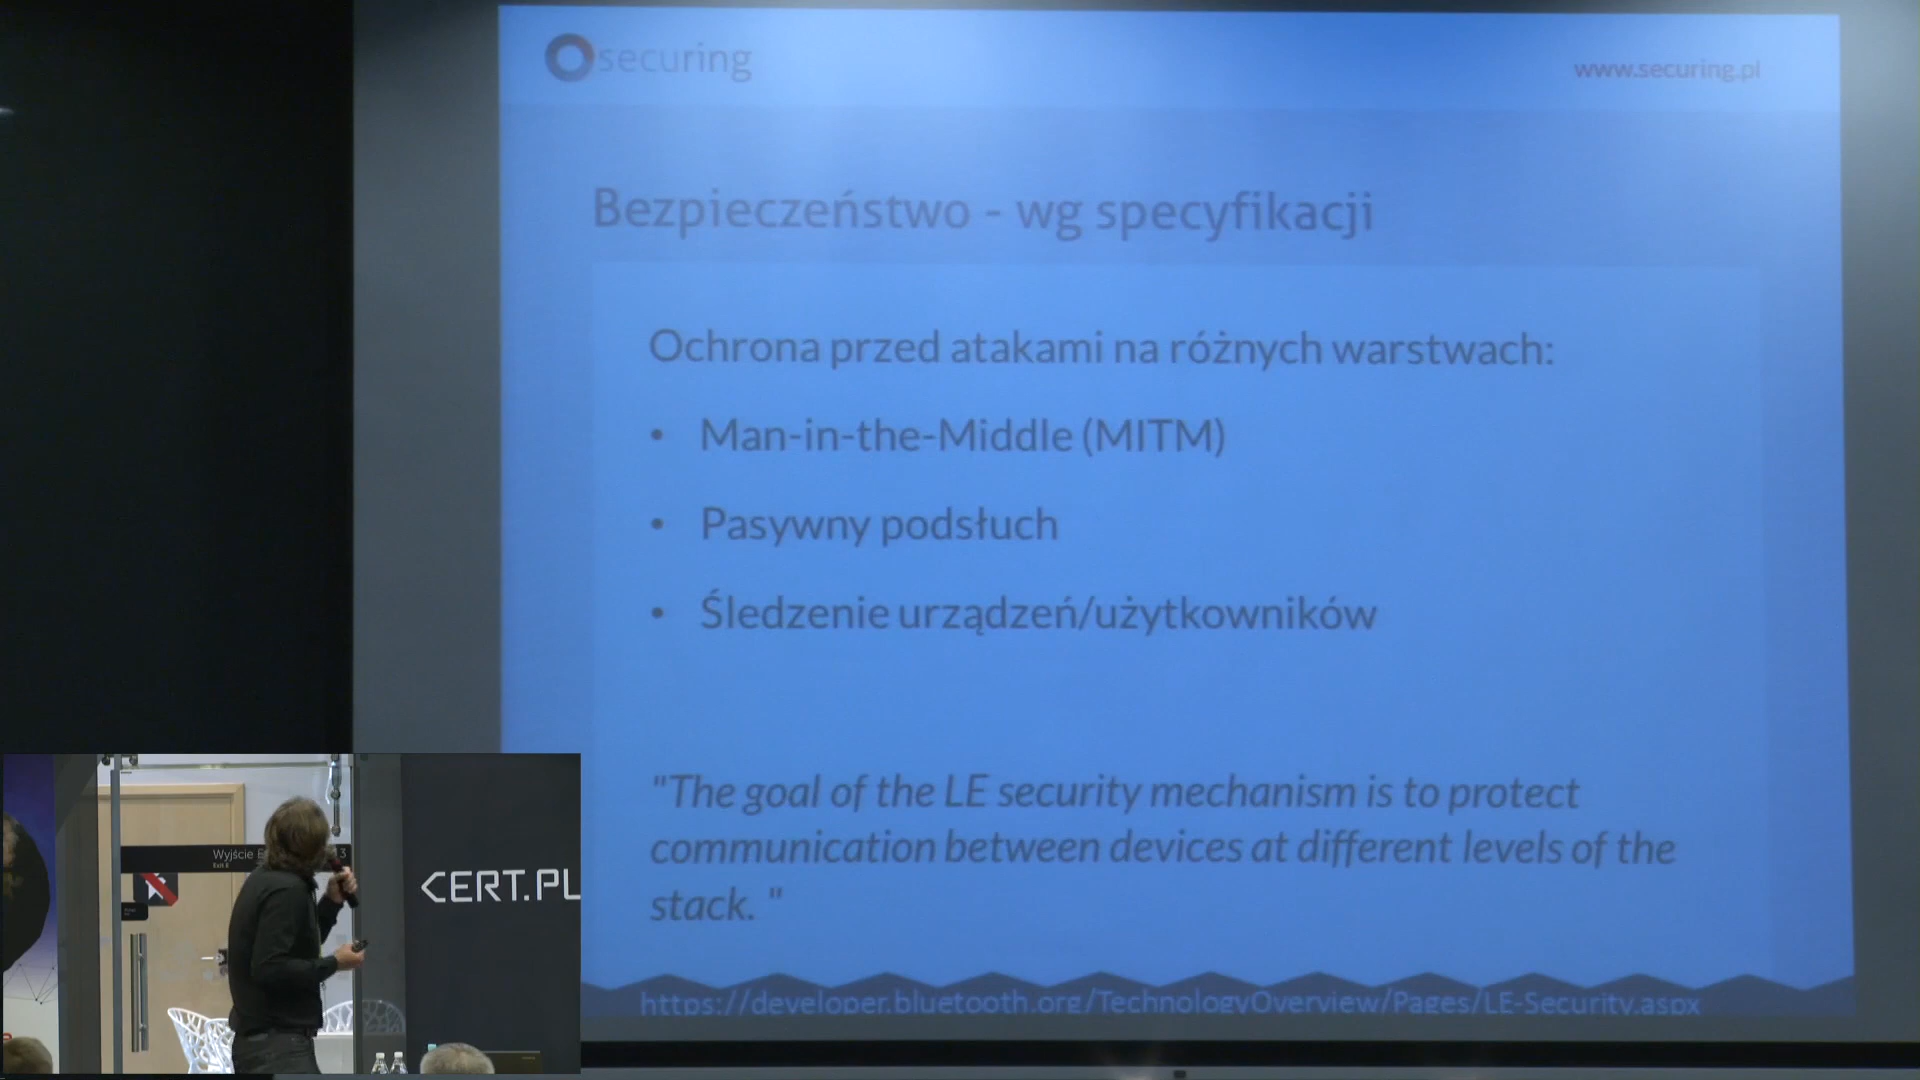 securing
www.securing.pl
Bezpieczeństwo - wg specyfikacji
Ochrona przed atakami na różnych warstwach:
• Man-in-the-Middle (MITM)
• Pasywny podsłuch
• Śledzenie urządzeń/użytkowników
"The goal of the LE security mechanism is to protect
communication between devices at different levels of the
stack. "
https://developer.bluetooth.org/TechnologyOverview/Pages/LE-Security.aspx
Wyjście E
3
CERT.PL